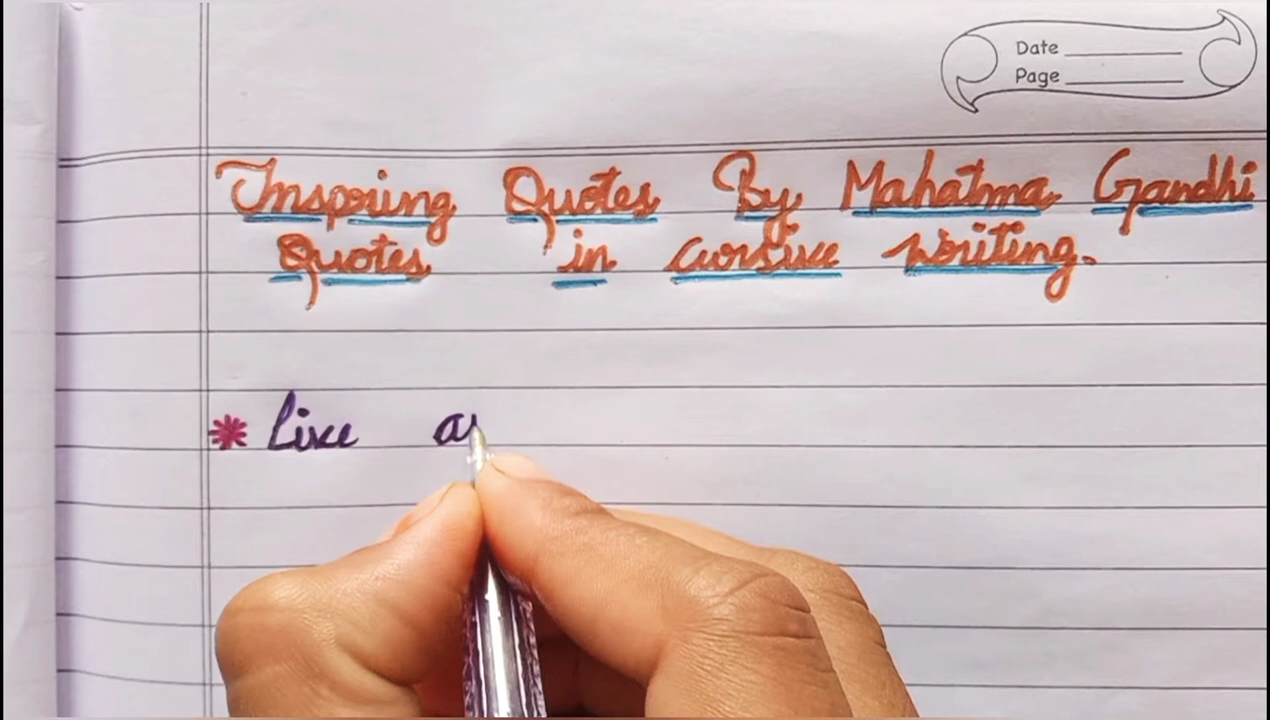 Date
Page
Inspiring Quotes By Mahatma Gandhi
Quotes in cursive writing.
* Live a